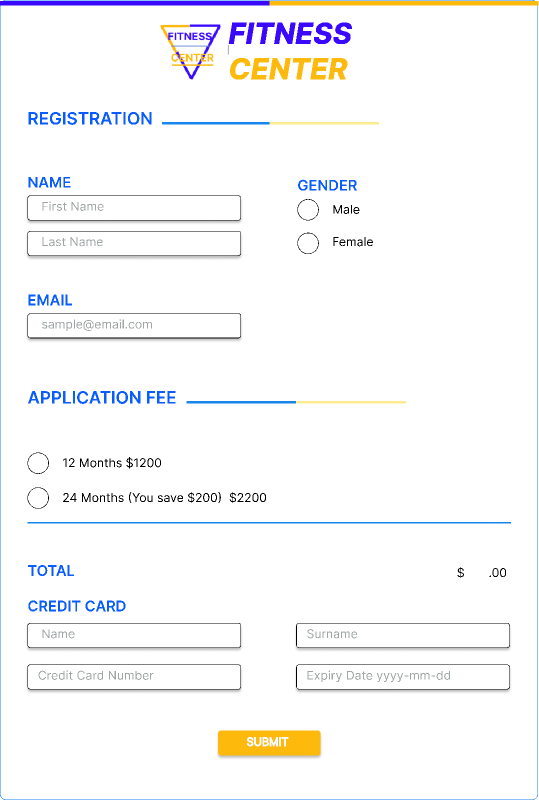 FITNESS
CENTER
FITNESS
CENTER
REGISTRATION
NAME
First Name
Last Name
GENDER
Male
Female
EMAIL
sample@email.com
APPLICATION FEE
12 Months $1200
24 Months (You save $200) $2200
TOTAL
$ .00
CREDIT CARD
Name
Surname
Credit Card Number
Expiry Date yyyy-mm-dd
SUBMIT